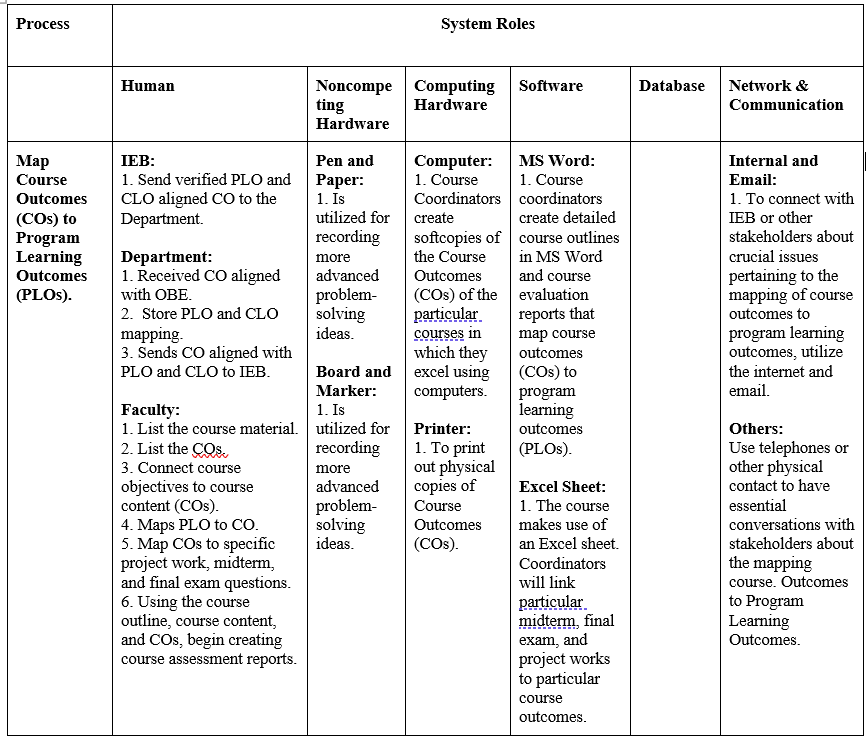 Process
System Roles
Human
Noncompe
ting
Hardware
Computing
Hardware
Software
Database
Network &
Communication
Map
Course
Outcomes
(COs) to
Program
Learning
Outcomes
(PLOs).
IEB:
1. Send verified PLO and
CLO aligned CO to the
Department.
Department:
1. Received CO aligned
with OBE.
2.  Store PLO and CLO
mapping.
3. Sends CO aligned with
PLO and CLO to IEB.
Faculty:
1. List the course material.
2. List the COs.
3. Connect course
objectives to course
content (COs).
4. Maps PLO to CO.
5. Map COs to specific
project work, midterm,
and final exam questions.
6. Using the course
outline, course content,
and COs, begin creating
course assessment reports.
Pen and
Paper:
1. Is
utilized for
recording
more
advanced
problem-
solving
ideas.
Board and
Marker:
1. Is
utilized for
recording
more
advanced
problem-
solving
ideas.
Computer:
1. Course
Coordinators
create
softcopies of
the Course
Outcomes
(COs) of the
particular
courses in
which they
excel using
computers.
Printer:
1. To print
out physical
copies of
Course
Outcomes
(COs).
MS Word:
1. Course
coordinators
create detailed
course outlines
in MS Word
and course
evaluation
reports that
map course
outcomes
(COs) to
program
learning
outcomes
(PLOs).
Excel Sheet:
1. The course
makes use of
an Excel sheet.
Coordinators
will link
particular
midterm, final
exam, and
project works
to particular
course
outcomes.
Internal and
Email:
1. To connect with
IEB or other
stakeholders about
crucial issues
pertaining to the
mapping of course
outcomes to
program learning
outcomes, utilize
the internet and
email.
Others:
Use telephones or
other physical
contact to have
essential
conversations with
stakeholders about
the mapping
course. Outcomes
to Program
Learning
Outcomes.